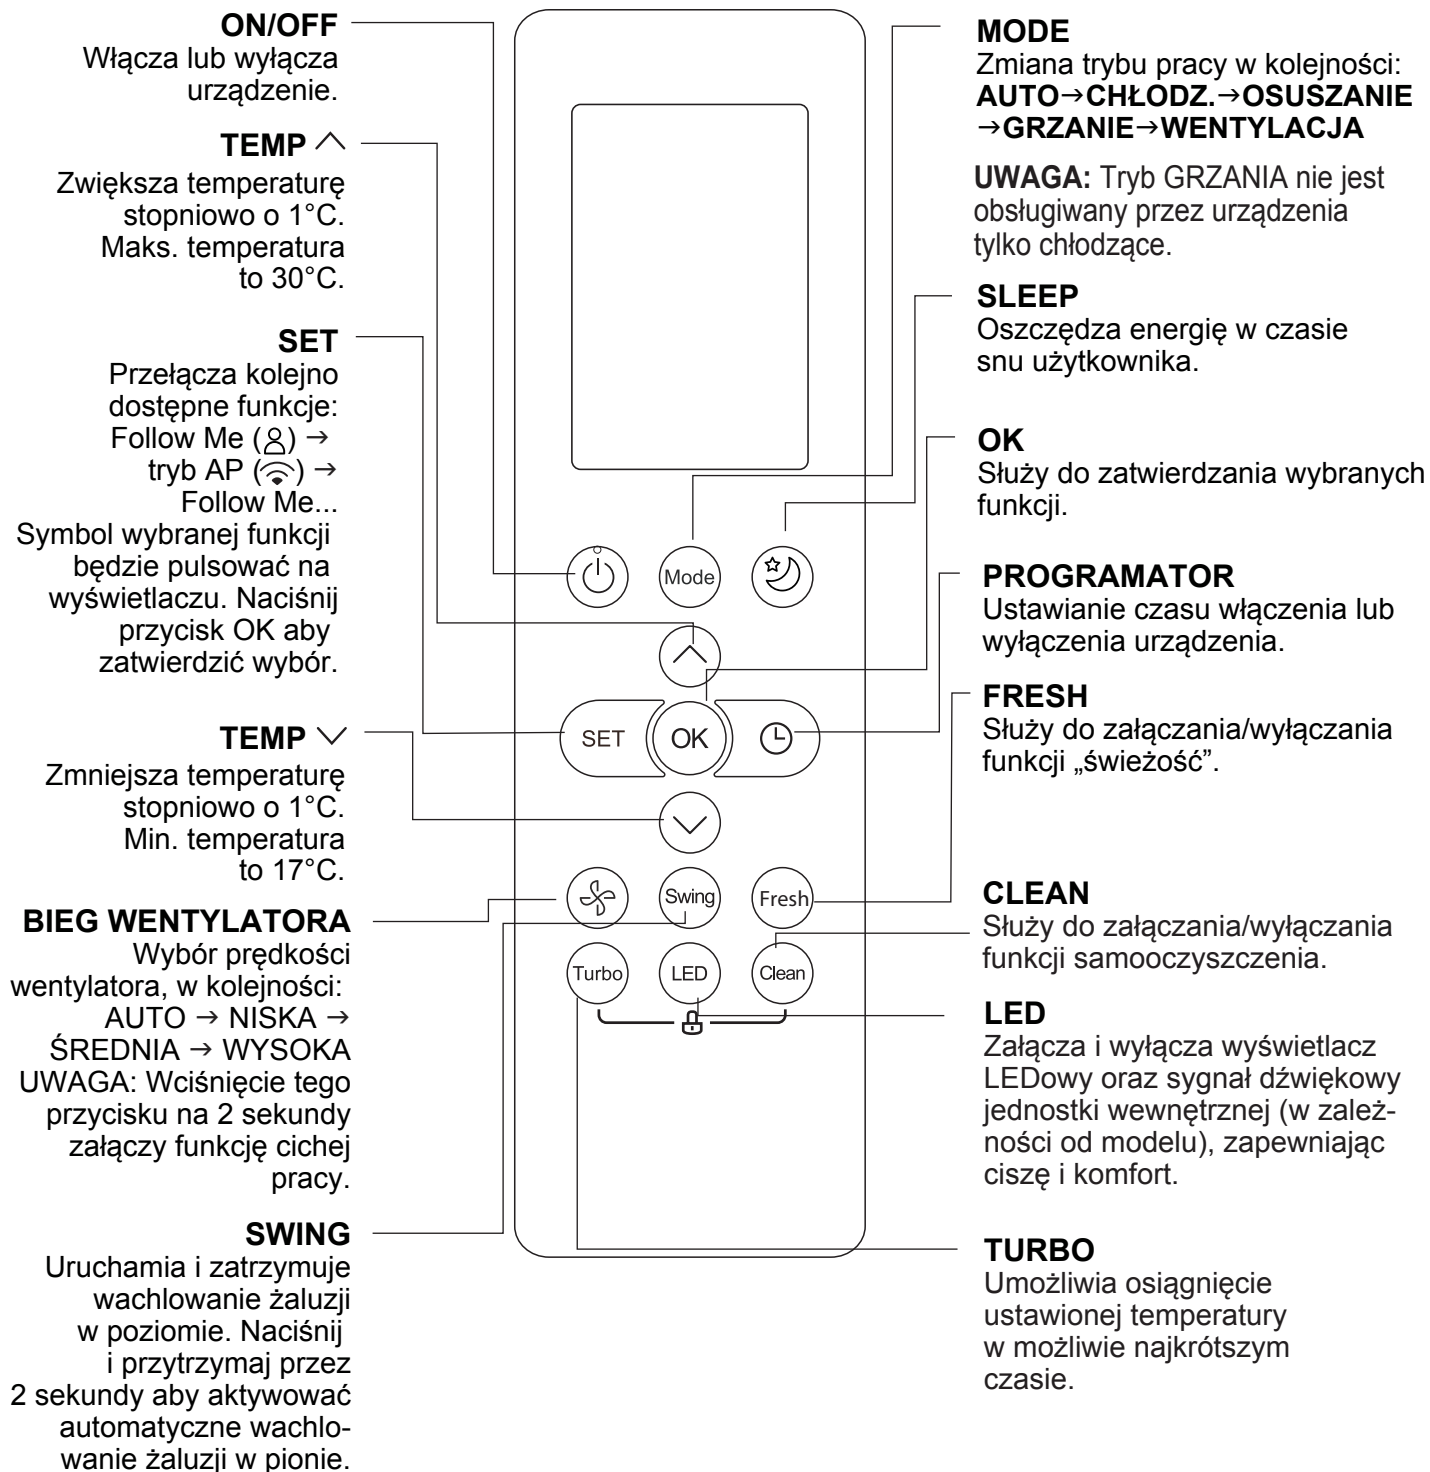 ON/OFF
Włącza lub wyłącza
urządzenie.
TEMP
Zwiększa temperaturę
stopniowo o 1°C.
Maks. temperatura
to 30°C.
SET
Przełącza kolejno
dostępne funkcje:
Follow Me () →
tryb AP () →
Follow Me...
Symbol wybranej funkcji
będzie pulsować na
wyświetlaczu. Naciśnij
przycisk OK aby
zatwierdzić wybór.
TEMP
Zmniejsza temperaturę
stopniowo o 1°C.
Min. temperatura
to 17°C.
BIEG WENTYLATORA
Wybór prędkości
wentylatora, w kolejności:
AUTO → NISKA →
ŚREDNIA → WYSOKA
UWAGA: Wciśnięcie tego
przycisku na 2 sekundy
załączy funkcję cichej
pracy.
SWING
Uruchamia i zatrzymuje
wachlowanie żaluzji
w poziomie. Naciśnij
i przytrzymaj przez
2 sekundy aby aktywować
automatyczne wachlo-
wanie żaluzji w pionie.
Mode
SET
OK
Swing
Fresh
Turbo
LED
Clean
MODE
Zmiana trybu pracy w kolejności:
AUTO→CHŁODZ.→OSUSZANIE
→GRZANIE→WENTYLACJA
UWAGA: Tryb GRZANIA nie jest
obsługiwany przez urządzenia
tylko chłodzące.
SLEEP
Oszczędza energię w czasie
snu użytkownika.
OK
Służy do zatwierdzania wybranych
funkcji.
PROGRAMATOR
Ustawianie czasu włączenia lub
wyłączenia urządzenia.
FRESH
Służy do załączania/wyłączania
funkcji „świeżość”.
CLEAN
Służy do załączania/wyłączania
funkcji samooczyszczenia.
LED
Załącza i wyłącza wyświetlacz
LEDowy oraz sygnał dźwiękowy
jednostki wewnętrznej (w zależ-
ności od modelu), zapewniając
ciszę i komfort.
TURBO
Umożliwia osiągnięcie
ustawionej temperatury
w możliwie najkrótszym
czasie.